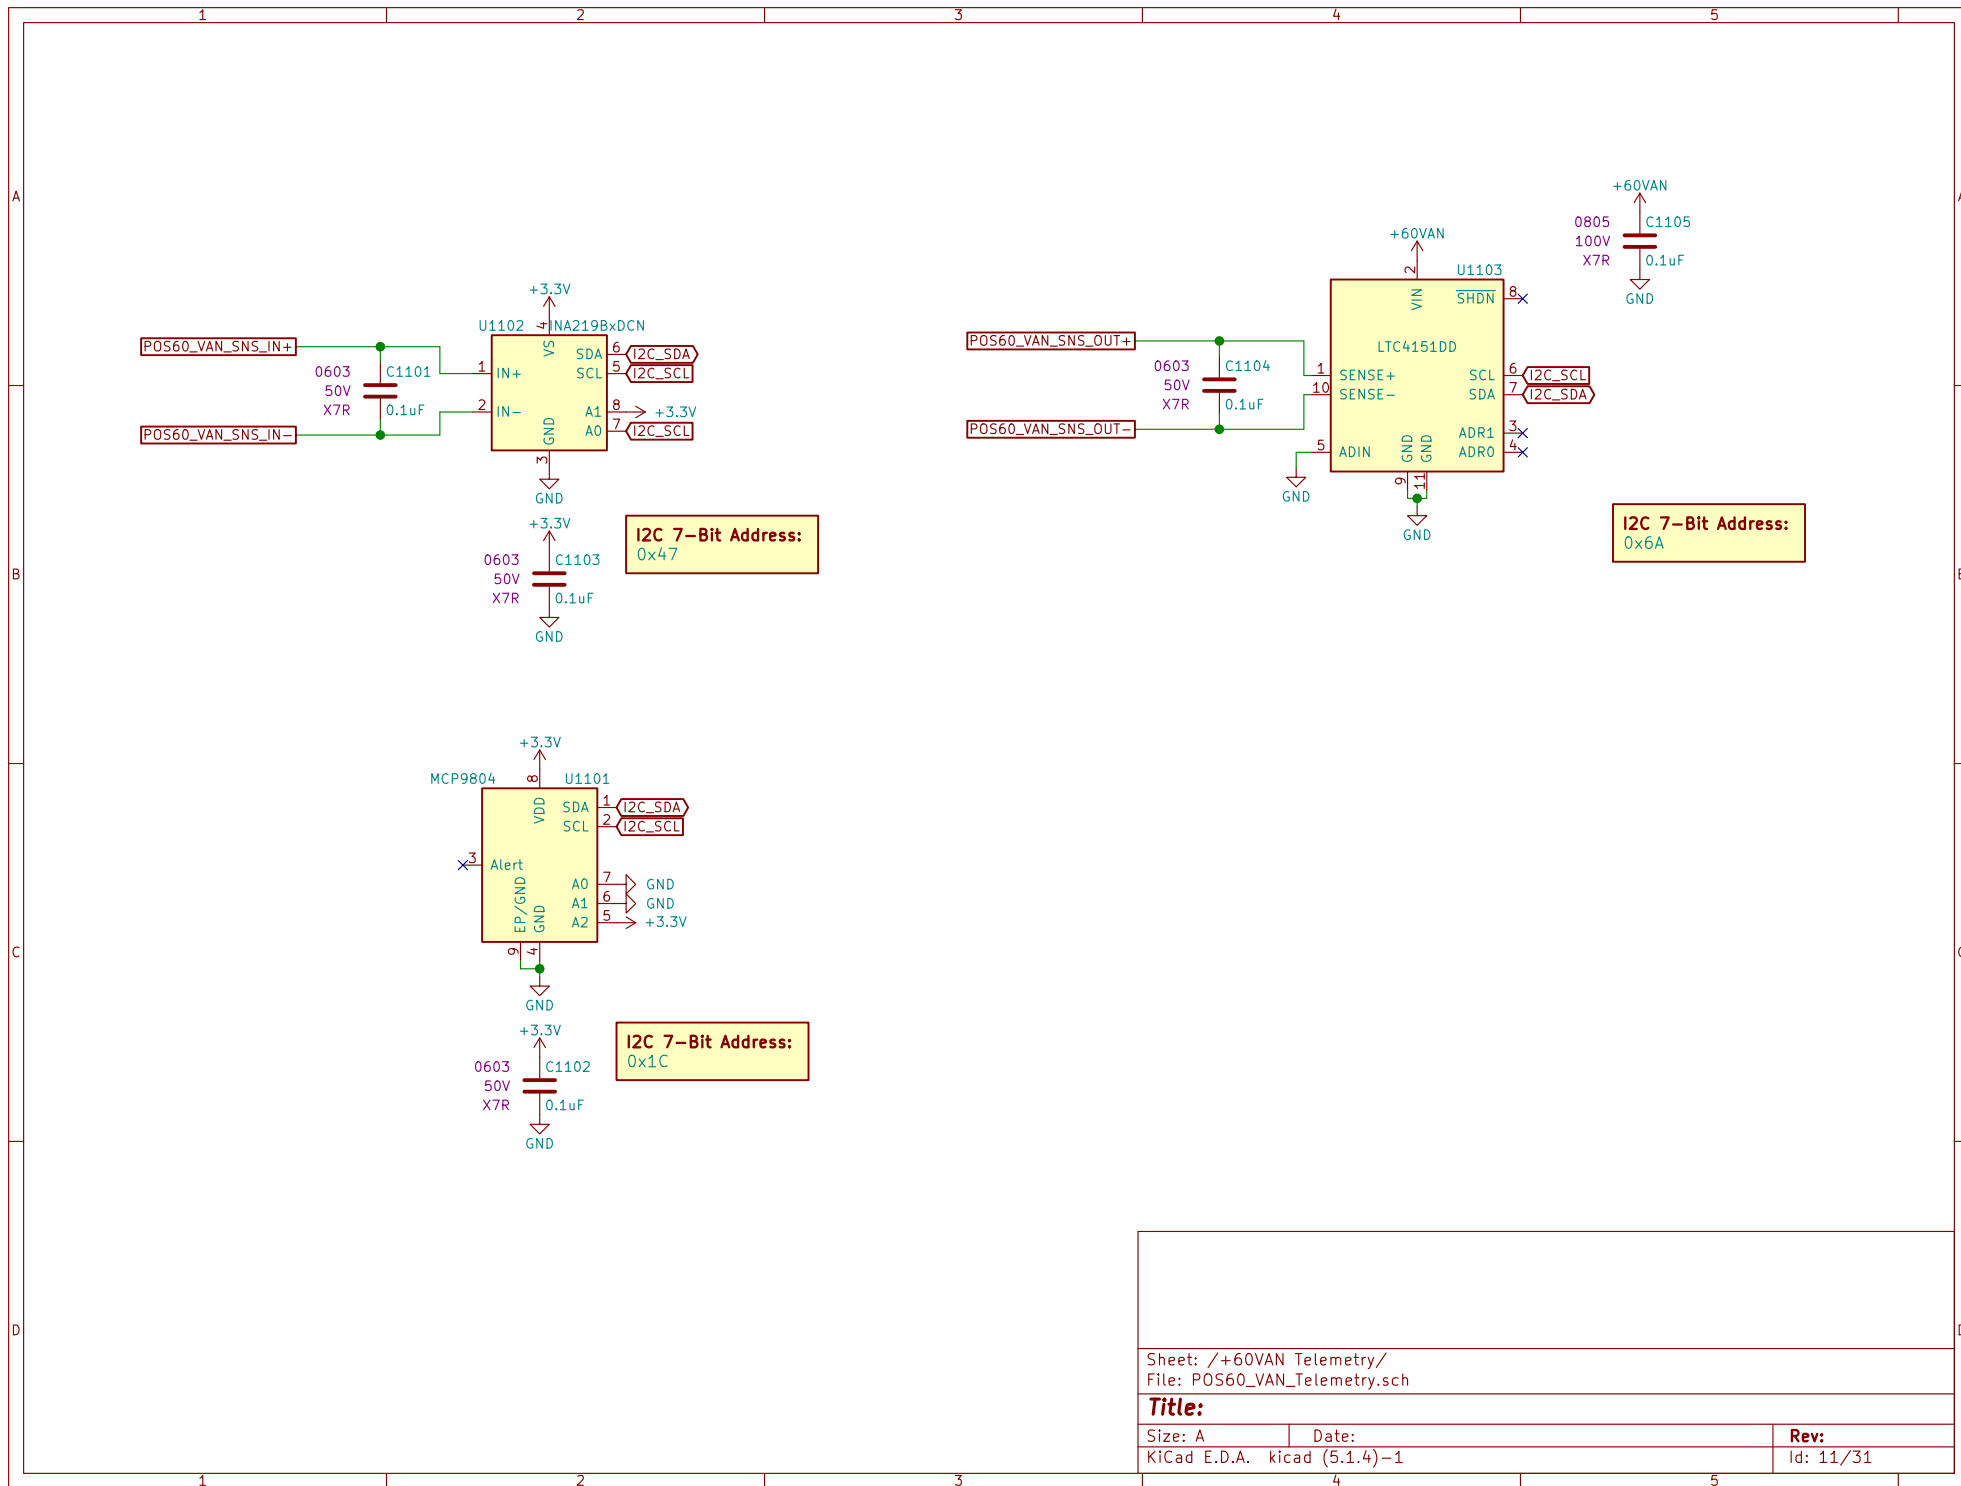 1 2 3 4 5
A
B
C
D
POS60_VAN_SNS_IN+
POS60_VAN_SNS_IN-
0603 C1101
50V
X7R 0.1uF
+3.3V
U1102 INA219BxDCN
4
VS
1 IN+
2 IN-
SDA 6 I2C_SDA
SCL 5 I2C_SCL
A1 8 +3.3V
A0 7 I2C_SCL
GND
3
GND
I2C 7-Bit Address:
0x47
+3.3V
0603 C1103
50V
X7R 0.1uF
GND
POS60_VAN_SNS_OUT+
POS60_VAN_SNS_OUT-
0603 C1104
50V
X7R 0.1uF
+60VAN
2
U1103
VIN
SHDN 8
LTC4151DD
1 SENSE+
10 SENSE-
SCL 6 I2C_SCL
SDA 7 I2C_SDA
ADR1 3
ADR0 4
5 ADIN
GND
GND GND
9 11
GND
+60VAN
0805 C1105
100V
X7R 0.1uF
GND
I2C 7-Bit Address:
0x6A
+3.3V
MCP9804 8 U1101
VDD
SDA 1 I2C_SDA
SCL 2 I2C_SCL
3 Alert
A0 7 GND
A1 6 GND
A2 5 +3.3V
EP/GND GND
9 4
GND
I2C 7-Bit Address:
0x1C
+3.3V
0603 C1102
50V
X7R 0.1uF
GND
Sheet: /+60VAN Telemetry/
File: POS60_VAN_Telemetry.sch
Title:
Size: A Date: Rev:
KiCad E.D.A. kicad (5.1.4)-1 Id: 11/31
1 2 3 4 5